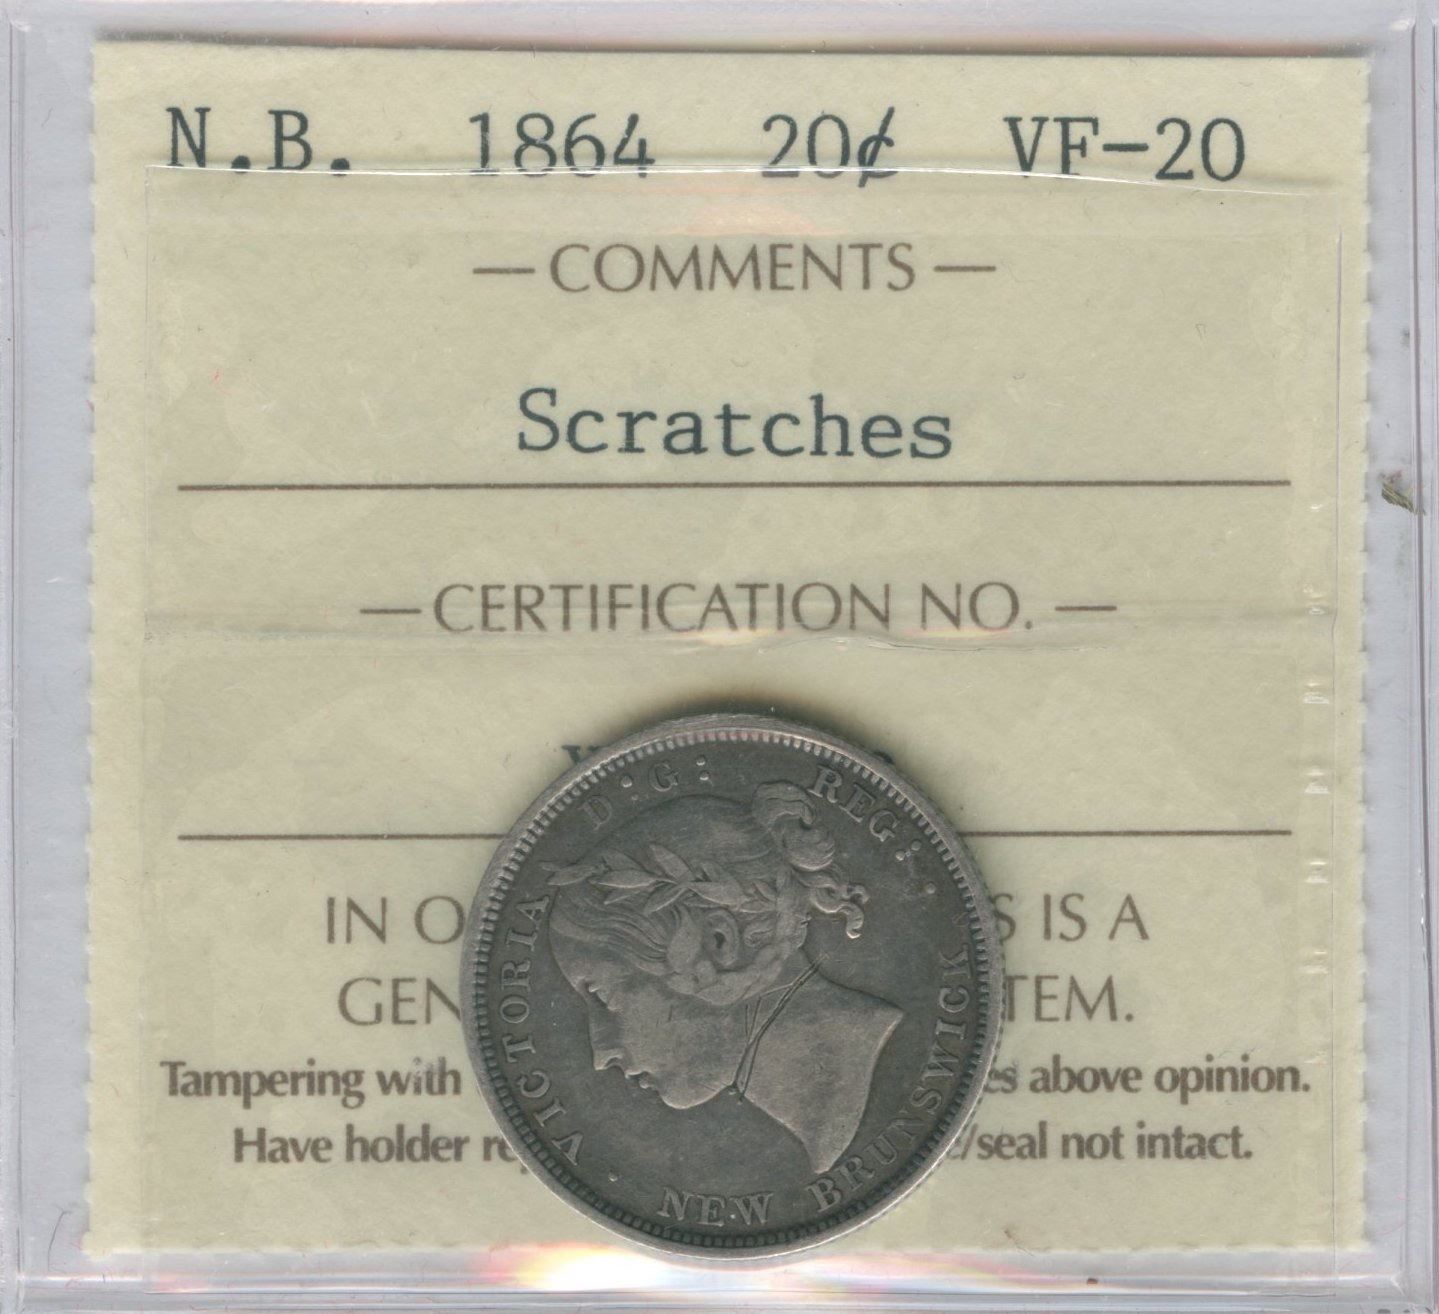 N.B. 1864 20¢ VF-20
— COMMENTS —
Scratches
— CERTIFICATION NO. —
IN O S IS A
GEN TEM.
Tampering with es above opinion.
Have holder re /seal not intact.
VICTORIA D:G: REG:
NEW BRUNSWICK